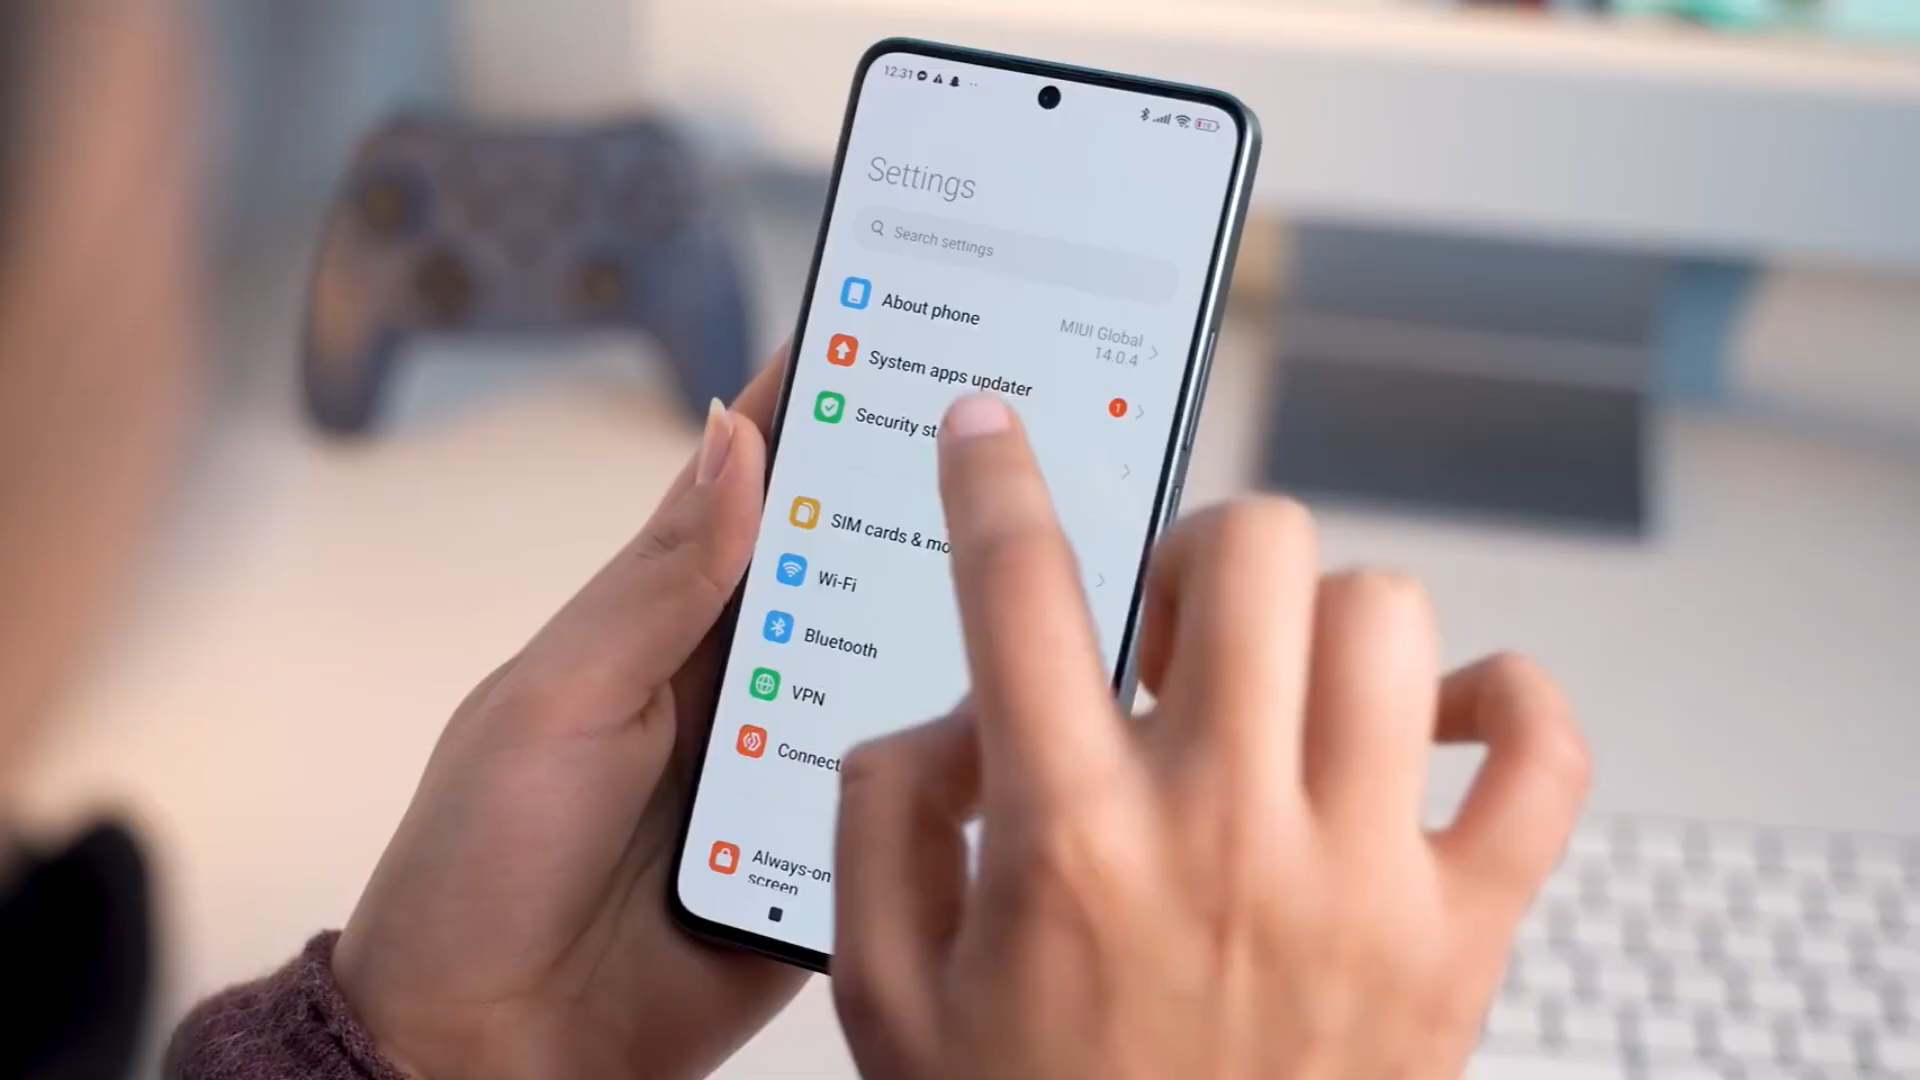 12:31
Settings
Search settings
About phone
MIUI Global
14.0.4
System apps updater
1
Security st
SIM cards & mo
Wi-Fi
Bluetooth
VPN
Connect
Always-on
screen